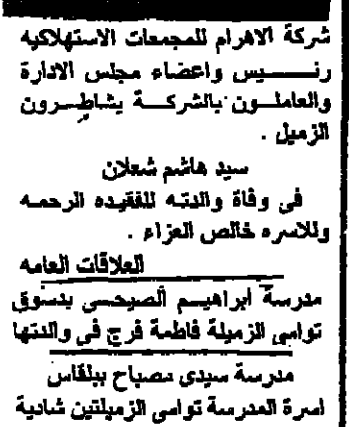 شركة الاهرام للمجمعات الاستهلاكيه
رئيس واعضاء مجلس الادارة
والعاملون بالشركة يشاطرون
الزميل .
سيد هاشم شعلان
فى وفاة والدته للفقيده الرحمه
وللاسره خالص العزاء .
العلاقات العامه
مدرسة ابراهيم الصيحى بدسوق
تواسى الزميلة فاطمة فرج فى والدتها
مدرسة سيدى مصباح ببلقاس
اسرة المدرسة تواسى الزميلتين شادية